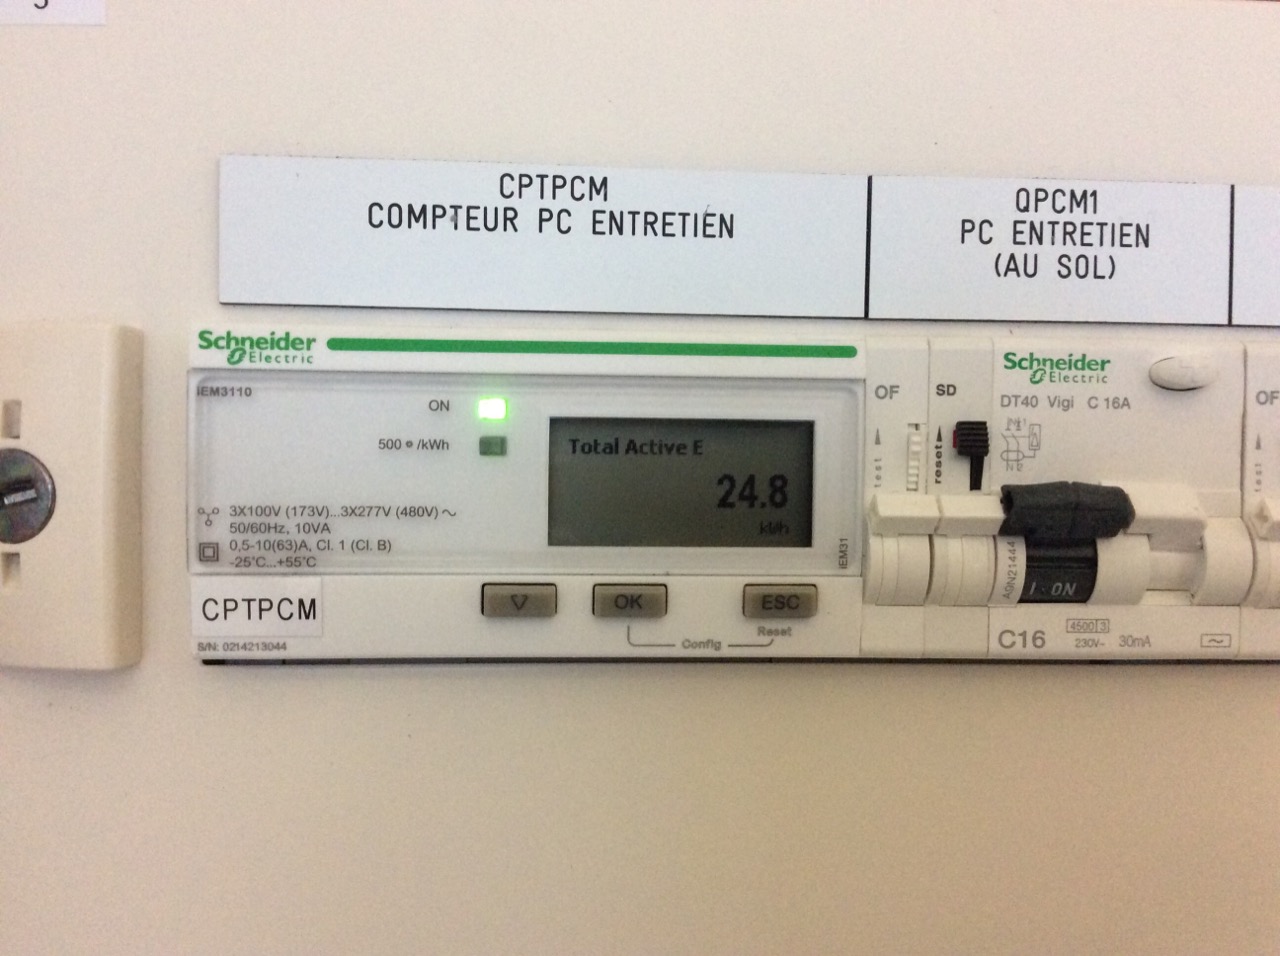 CPTPCM
COMPTEUR PC ENTRETIEN
QPCM1
PC ENTRETIEN
(AU SOL)
Schneider
Electric
iEM3110
ON
500 /kWh
Total Active E
24.8
kWh
3X100V (173V)...3X277V (480V) ~
50/60Hz, 10VA
0,5-10(63)A, Cl. 1 (Cl. B)
-25°C...+55°C
iEM31
CPTPCM
S/N: 0214213044
OK
ESC
Config
Reset
OF
test
SD
reset
Schneider
Electric
DT40 Vigi C 16A
A9N21444
I · ON
C16
4500 3
230V~ 30mA
OF
test